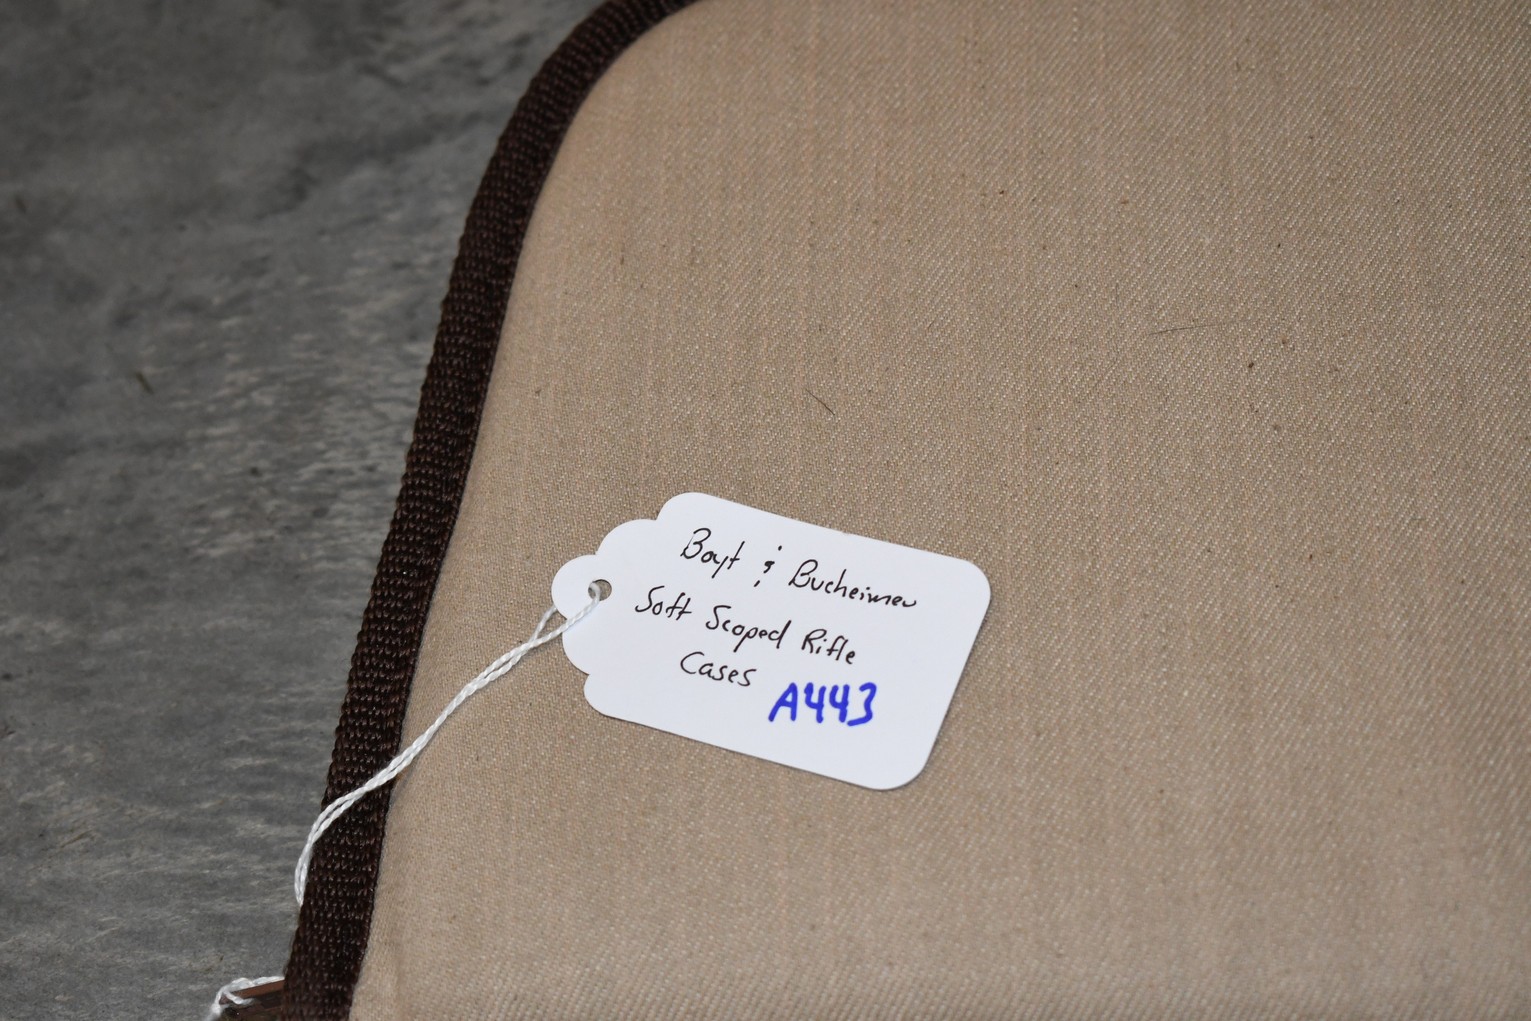 Boyt & Bucheimer
Soft Scoped Rifle
Cases
A443